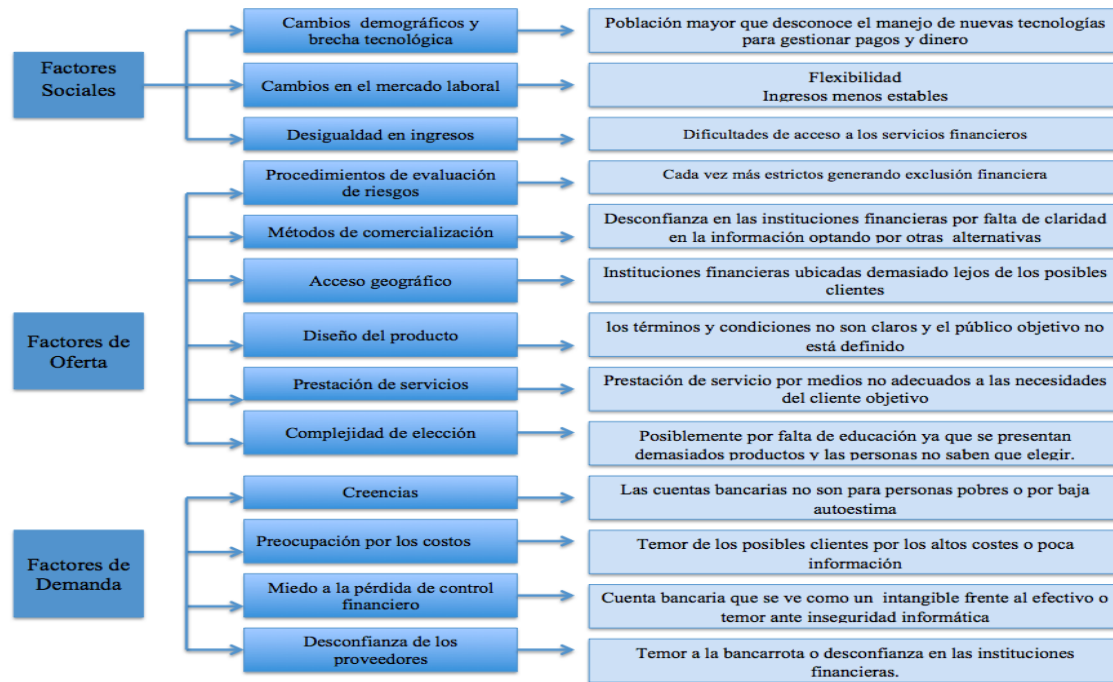 Factores
Sociales
Cambios demográficos y
brecha tecnológica
Población mayor que desconoce el manejo de nuevas tecnologías
para gestionar pagos y dinero
Cambios en el mercado laboral
Flexibilidad
Ingresos menos estables
Desigualdad en ingresos
Dificultades de acceso a los servicios financieros
Factores de
Oferta
Procedimientos de evaluación
de riesgos
Cada vez más estrictos generando exclusión financiera
Métodos de comercialización
Desconfianza en las instituciones financieras por falta de claridad
en la información optando por otras alternativas
Acceso geográfico
Instituciones financieras ubicadas demasiado lejos de los posibles
clientes
Diseño del producto
los términos y condiciones no son claros y el público objetivo no
está definido
Prestación de servicios
Prestación de servicio por medios no adecuados a las necesidades
del cliente objetivo
Complejidad de elección
Posiblemente por falta de educación ya que se presentan
demasiados productos y las personas no saben que elegir.
Factores de
Demanda
Creencias
Las cuentas bancarias no son para personas pobres o por baja
autoestima
Preocupación por los costos
Temor de los posibles clientes por los altos costes o poca
información
Miedo a la pérdida de control
financiero
Cuenta bancaria que se ve como un intangible frente al efectivo o
temor ante inseguridad informática
Desconfianza de los
proveedores
Temor a la bancarrota o desconfianza en las instituciones
financieras.